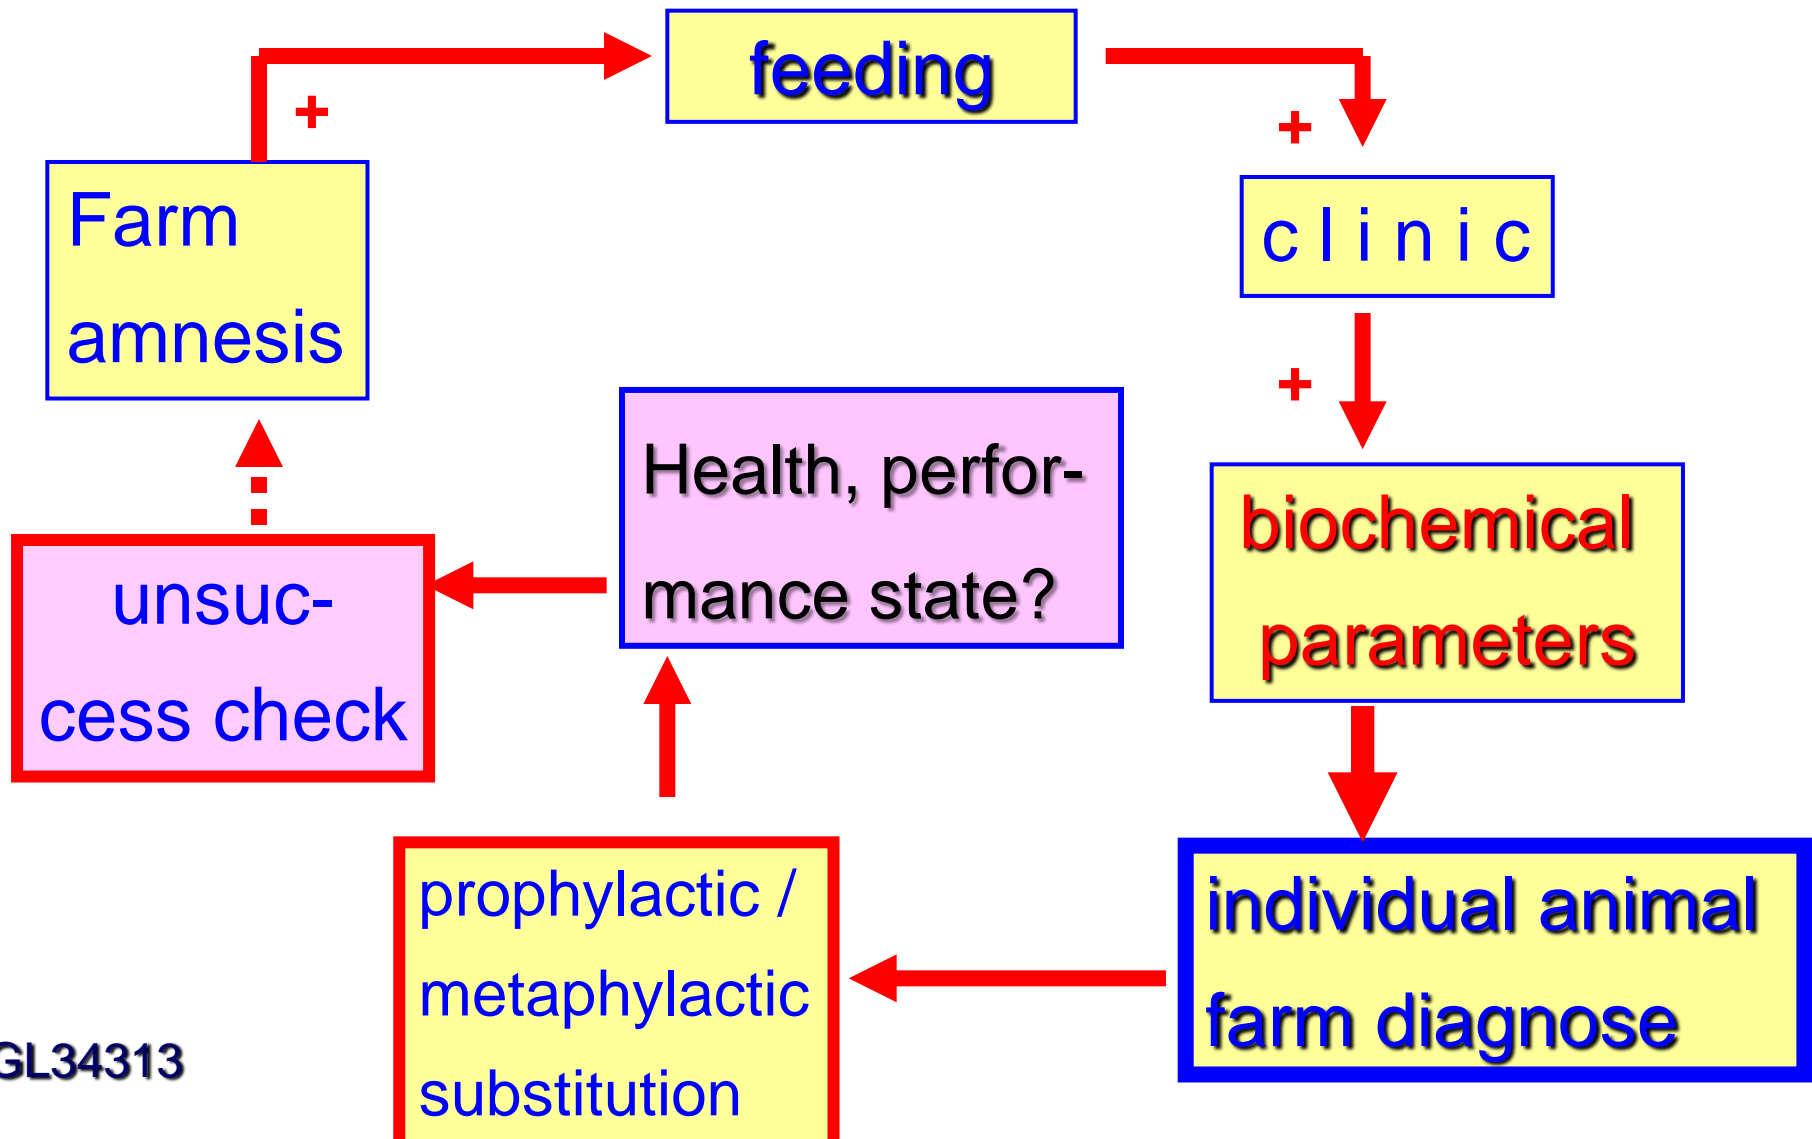 feeding
+
+
Farm
amnesis
c l i n i c
+
Health, perfor-
mance state?
biochemical
parameters
unsuc-
cess check
prophylactic /
metaphylactic
substitution
individual animal
farm diagnose
GL34313